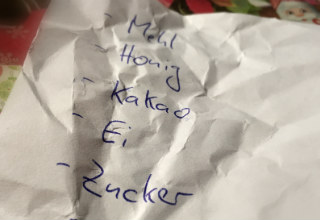 - Mehl
- Honig
- Kakao
- Ei
- Zucker